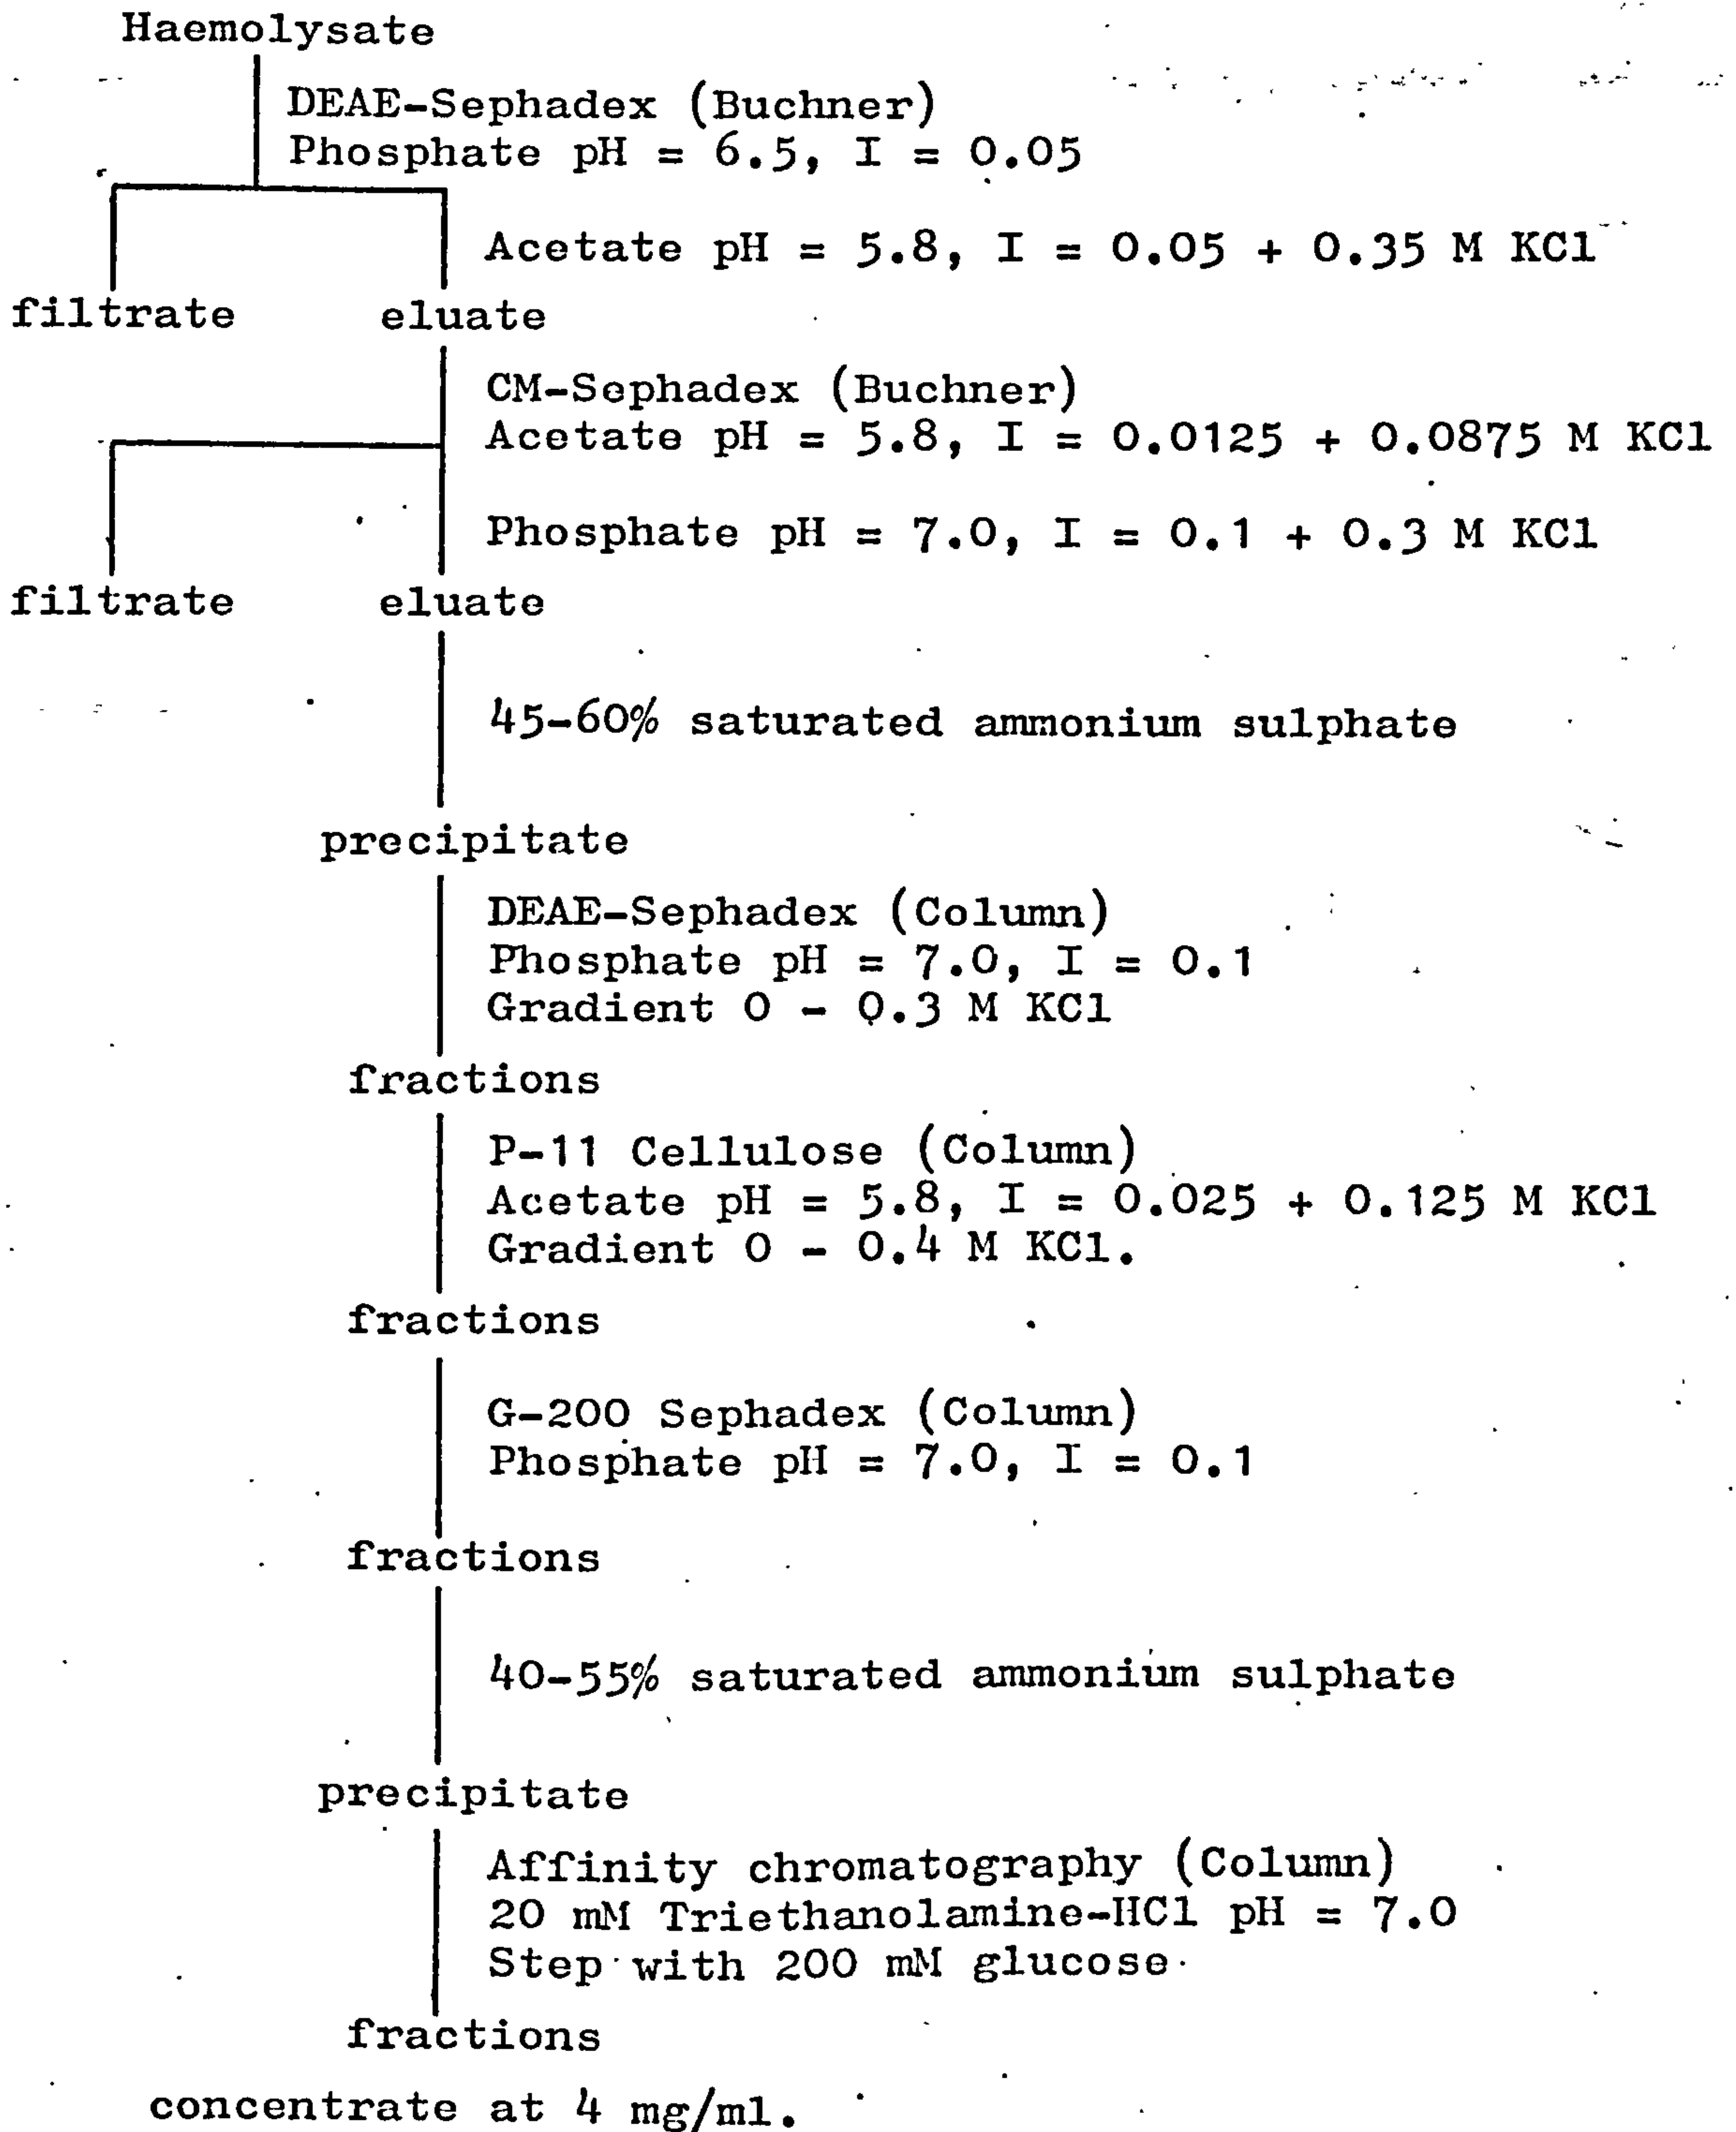 Haemolysate
DEAE-Sephadex (Buchner)
Phosphate pH = 6.5, I = 0.05
Acetate pH = 5.8, I = 0.05 + 0.35 M KCl
filtrate eluate
CM-Sephadex (Buchner)
Acetate pH = 5.8, I = 0.0125 + 0.0875 M KCl
Phosphate pH = 7.0, I = 0.1 + 0.3 M KCl
filtrate eluate
45-60% saturated ammonium sulphate
precipitate
DEAE-Sephadex (Column)
Phosphate pH = 7.0, I = 0.1
Gradient 0 - 0.3 M KCl
fractions
P-11 Cellulose (Column)
Acetate pH = 5.8, I = 0.025 + 0.125 M KCl
Gradient 0 - 0.4 M KCl.
fractions
G-200 Sephadex (Column)
Phosphate pH = 7.0, I = 0.1
fractions
40-55% saturated ammonium sulphate
precipitate
Affinity chromatography (Column)
20 mM Triethanolamine-HCl pH = 7.0
Step with 200 mM glucose
fractions
concentrate at 4 mg/ml.